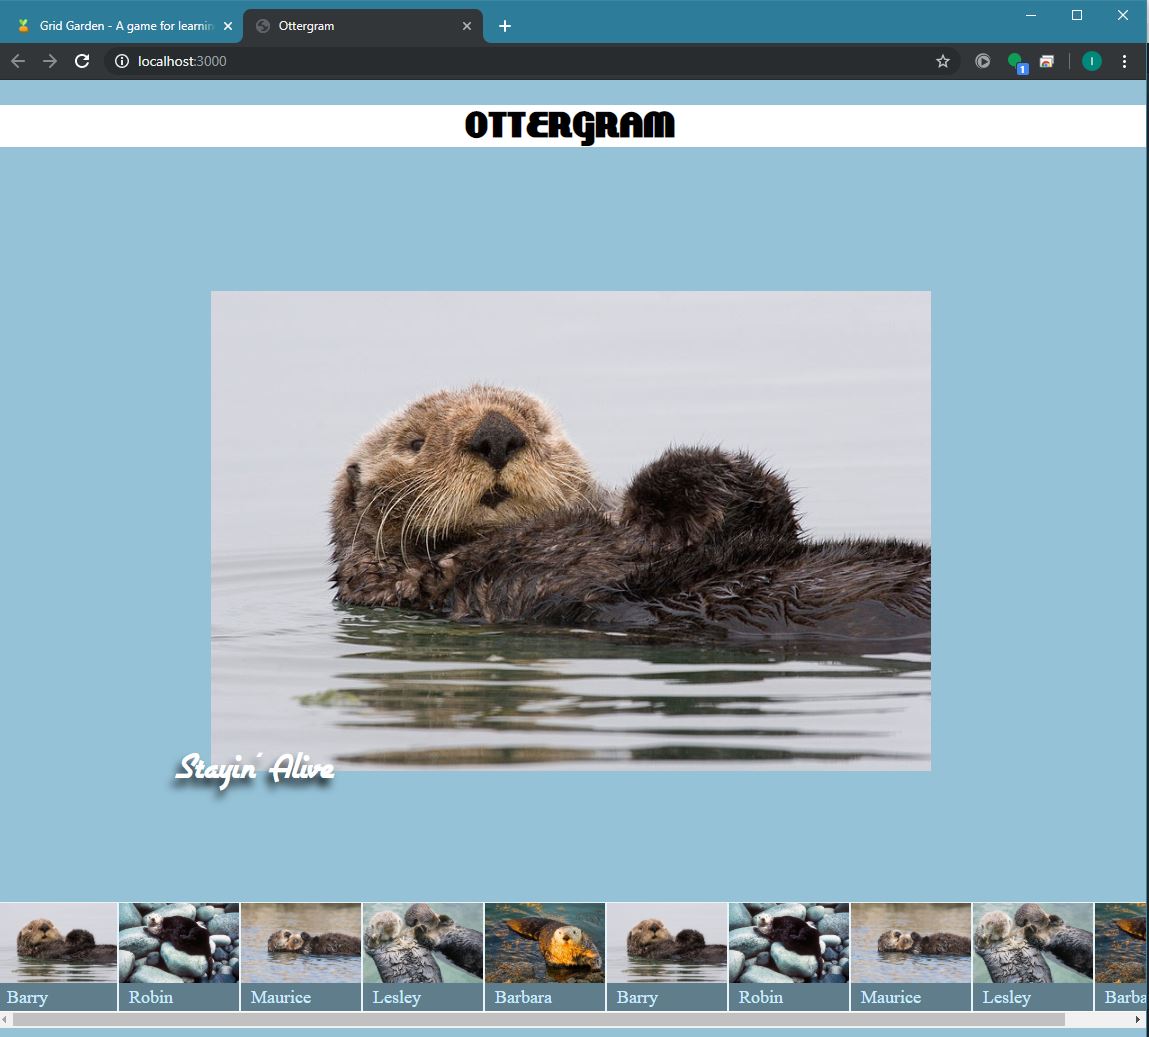 Grid Garden - A game for learnin
Ottergram
localhost:3000
1
I
OTTERGRAM
Stayin' Alive
Barry Robin Maurice Lesley Barbara Barry Robin Maurice Lesley Barba